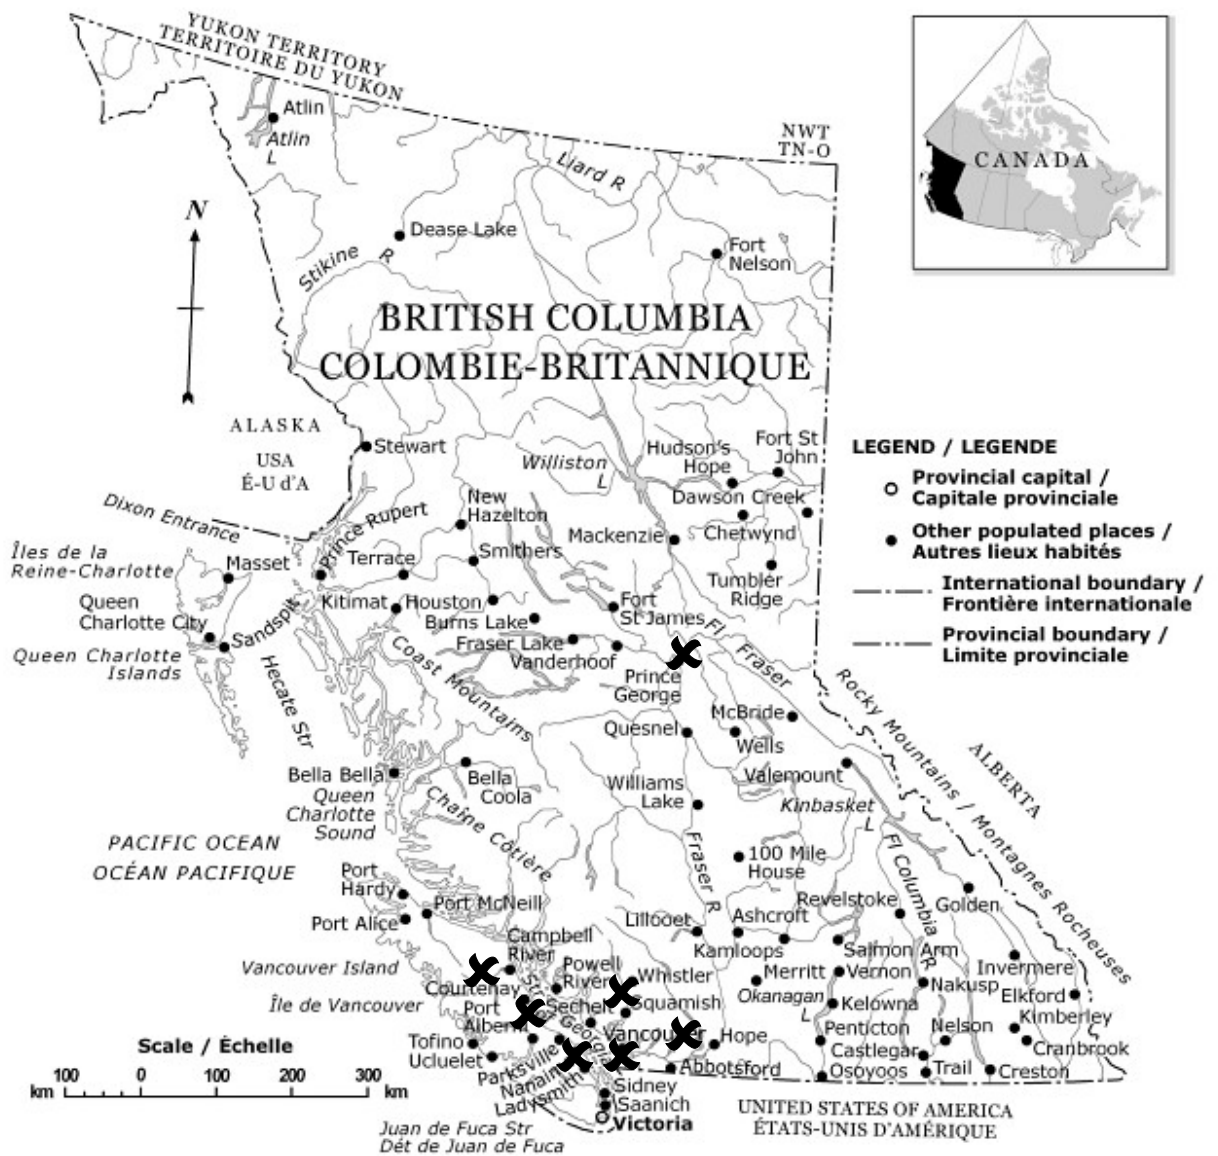 YUKON TERRITORY
TERRITOIRE DU YUKON
Atlin
Atlin
L
NWT
TN-O
CANADA
Liard R
N
Dease Lake
Stikine R
Fort
Nelson
BRITISH COLUMBIA
COLOMBIE-BRITANNIQUE
ALASKA
USA
É-U d'A
Stewart
Williston
L
Hudson's
Hope
Fort St
John
Dawson Creek
Chetwynd
LEGEND / LEGENDE
Provincial capital /
Capitale provinciale
Other populated places /
Autres lieux habités
International boundary /
Frontière internationale
Provincial boundary /
Limite provinciale
Dixon Entrance
Prince Rupert
New
Hazelton
Mackenzie
Smithers
Terrace
Tumbler
Ridge
Îles de la
Reine-Charlotte
Masset
Queen
Charlotte City
Sandspit
Queen Charlotte
Islands
Kitimat
Houston
Burns Lake
Fort
St James
Fraser Lake
Vanderhoof
Prince
George
Fl Fraser
Hecate Str
Coast Mountains
Chaîne Côtière
McBride
Quesnel
Wells
Valemount
Rocky Mountains / Montagnes Rocheuses
ALBERTA
Bella Bella
Bella
Coola
Queen
Charlotte
Sound
Williams
Lake
Kinbasket
L
PACIFIC OCEAN
OCÉAN PACIFIQUE
Fraser R
100 Mile
House
Fl Columbia R
Port
Hardy
Port McNeill
Port Alice
Lillooet
Ashcroft
Revelstoke
Golden
Kamloops
Salmon Arm
Campbell
River
Vancouver Island
Île de Vancouver
Courtenay
Powell
River
Whistler
Merritt
Vernon
Invermere
Okanagan
L
Nakusp
Elkford
Port
Alberni
Sechelt
Squamish
Kelowna
Kimberley
Str
Georgia
Vancouver
Hope
Penticton
Nelson
Tofino
Ucluelet
Castlegar
Cranbrook
Parksville
Nanaimo
Ladysmith
Abbotsford
Osoyoos
Trail
Creston
Sidney
Saanich
Victoria
Scale / Échelle
km 100 0 100 200 300 km
Juan de Fuca Str
Dét de Juan de Fuca
UNITED STATES OF AMERICA
ÉTATS-UNIS D'AMÉRIQUE